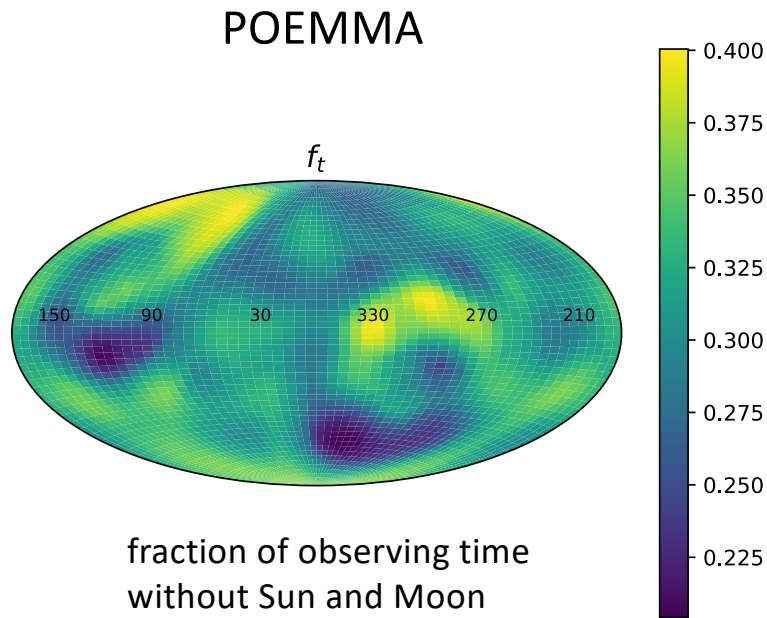 POEMMA
f_t
0.400
0.375
0.350
0.325
0.300
0.275
0.250
0.225
150 90 30 330 270 210
fraction of observing time
without Sun and Moon